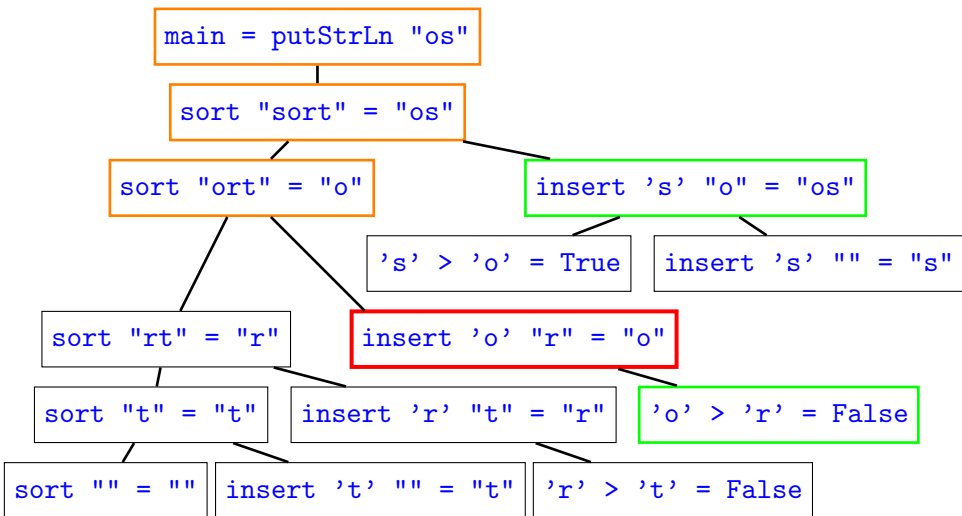 main = putStrLn "os"
sort "sort" = "os"
sort "ort" = "o"
insert 's' "o" = "os"
's' > 'o' = True
insert 's' "" = "s"
sort "rt" = "r"
insert 'o' "r" = "o"
sort "t" = "t"
insert 'r' "t" = "r"
'o' > 'r' = False
sort "" = ""
insert 't' "" = "t"
'r' > 't' = False